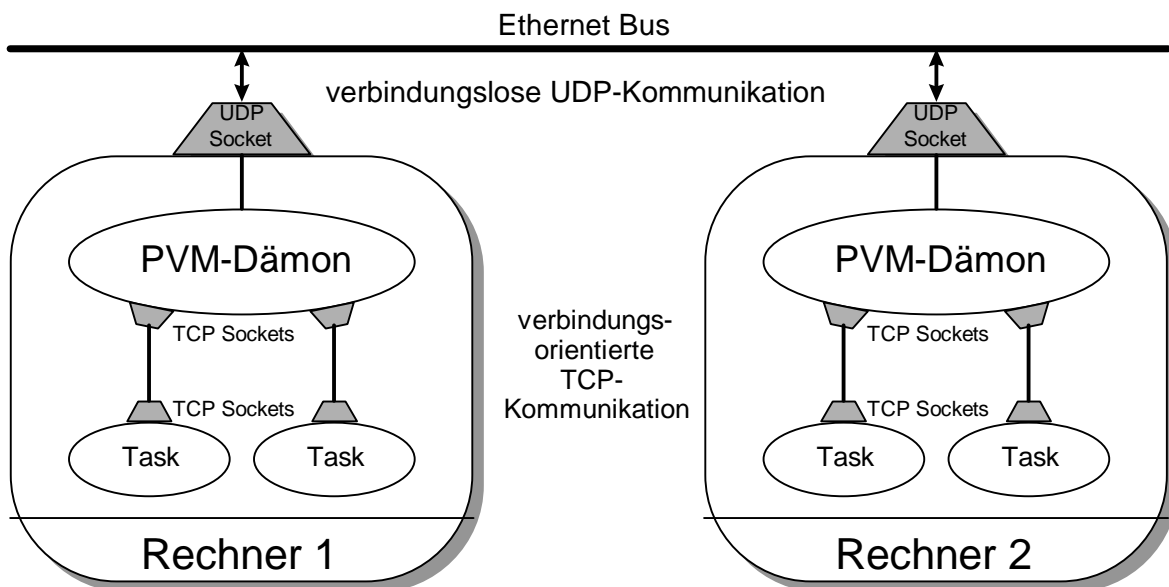 Ethernet Bus
verbindungslose UDP-Kommunikation
UDP
Socket
UDP
Socket
PVM-Dämon
PVM-Dämon
TCP Sockets
TCP Sockets
verbindungs-
orientierte
TCP-
Kommunikation
TCP Sockets
TCP Sockets
Task
Task
Task
Task
Rechner 1
Rechner 2